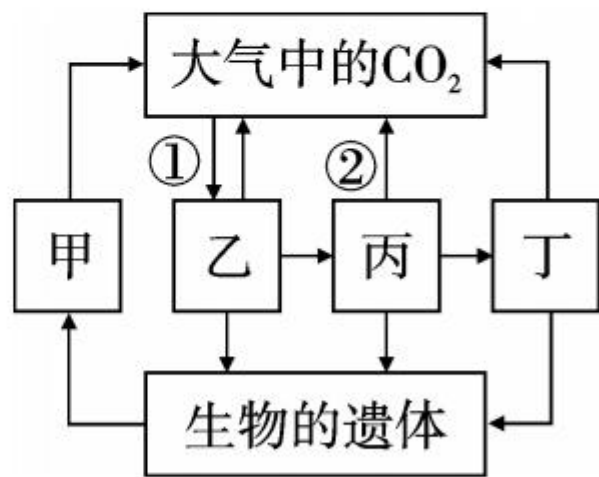 大气中的CO₂
① ②
甲 乙 丙 丁
生物的遗体